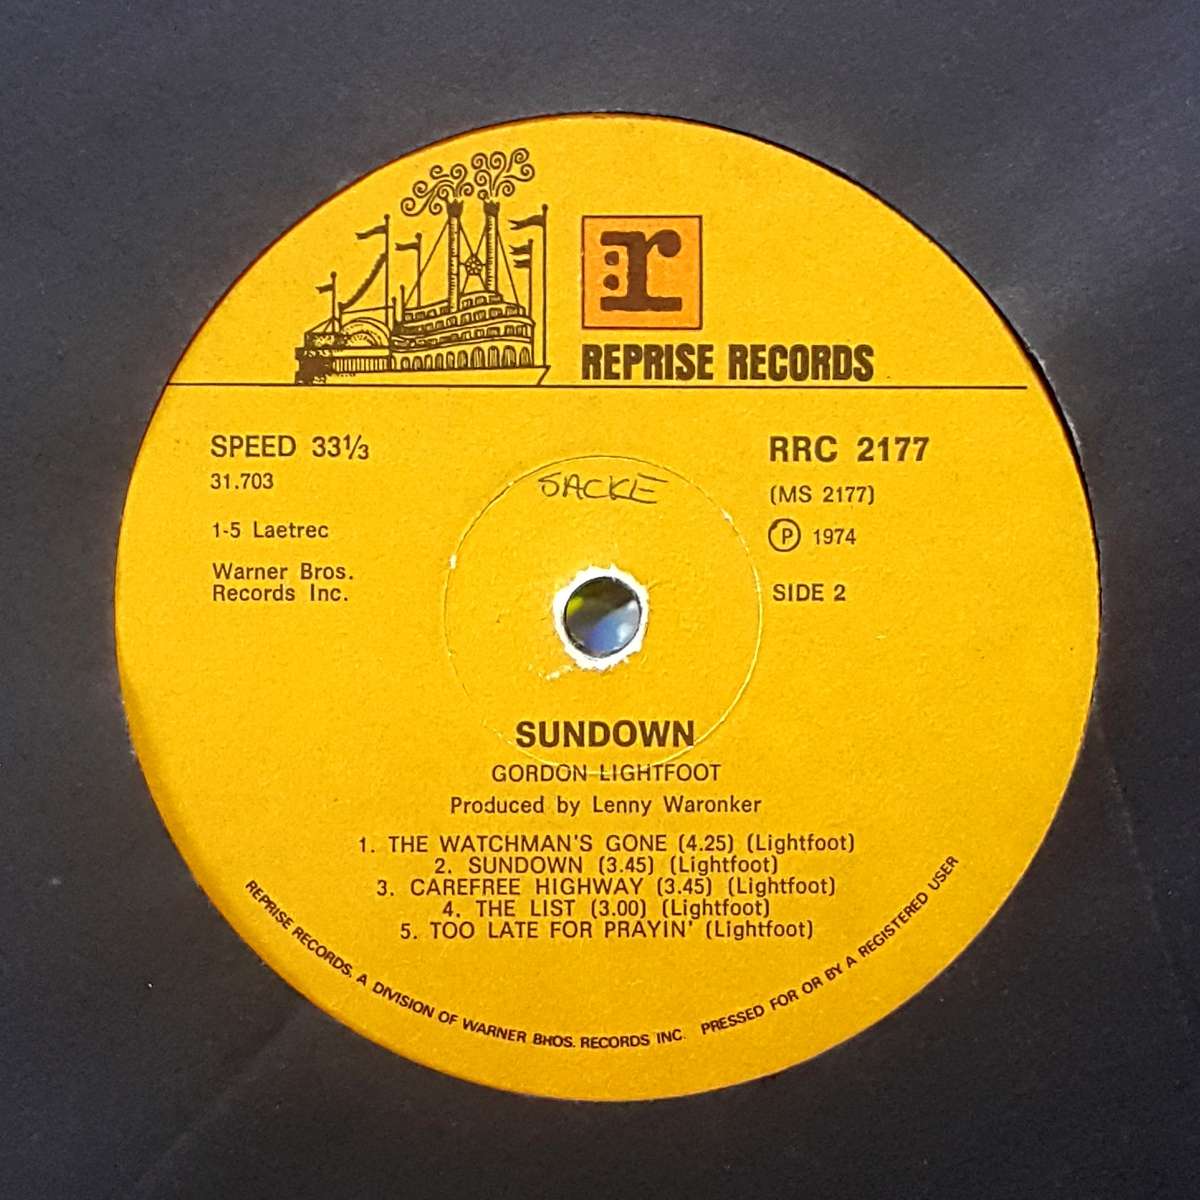 r
REPRISE RECORDS
SPEED 33⅓
31.703
1-5 Laetrec
Warner Bros.
Records Inc.
RRC 2177
(MS 2177)
Ⓟ 1974
SIDE 2
SACKE
SUNDOWN
GORDON LIGHTFOOT
Produced by Lenny Waronker
1. THE WATCHMAN'S GONE (4.25) (Lightfoot)
2. SUNDOWN (3.45) (Lightfoot)
3. CAREFREE HIGHWAY (3.45) (Lightfoot)
4. THE LIST (3.00) (Lightfoot)
5. TOO LATE FOR PRAYIN' (Lightfoot)
REPRISE RECORDS, A DIVISION OF WARNER BROS. RECORDS INC. PRESSED FOR OR BY A REGISTERED USER